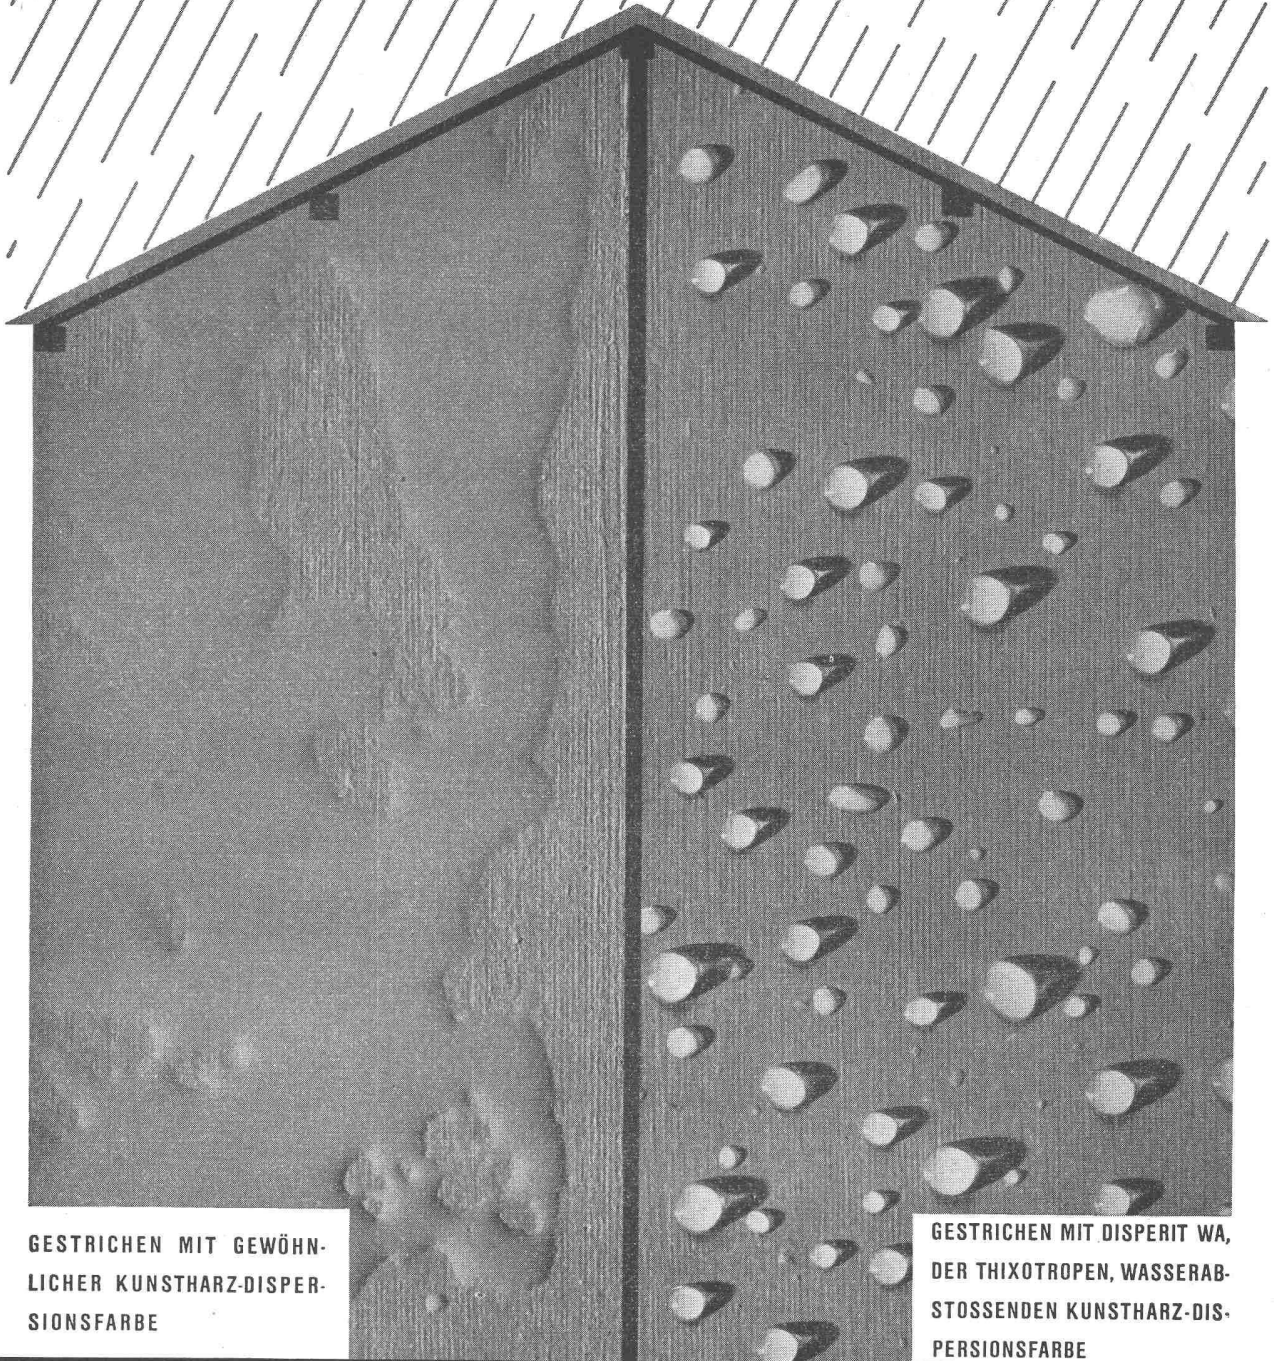 GESTRICHEN MIT GEWÖHN-
LICHER KUNSTHARZ-DISPER-
SIONSFARBE
GESTRICHEN MIT DISPERIT WA,
DER THIXOTROPEN, WASSERAB-
STOSSENDEN KUNSTHARZ-DIS-
PERSIONSFARBE